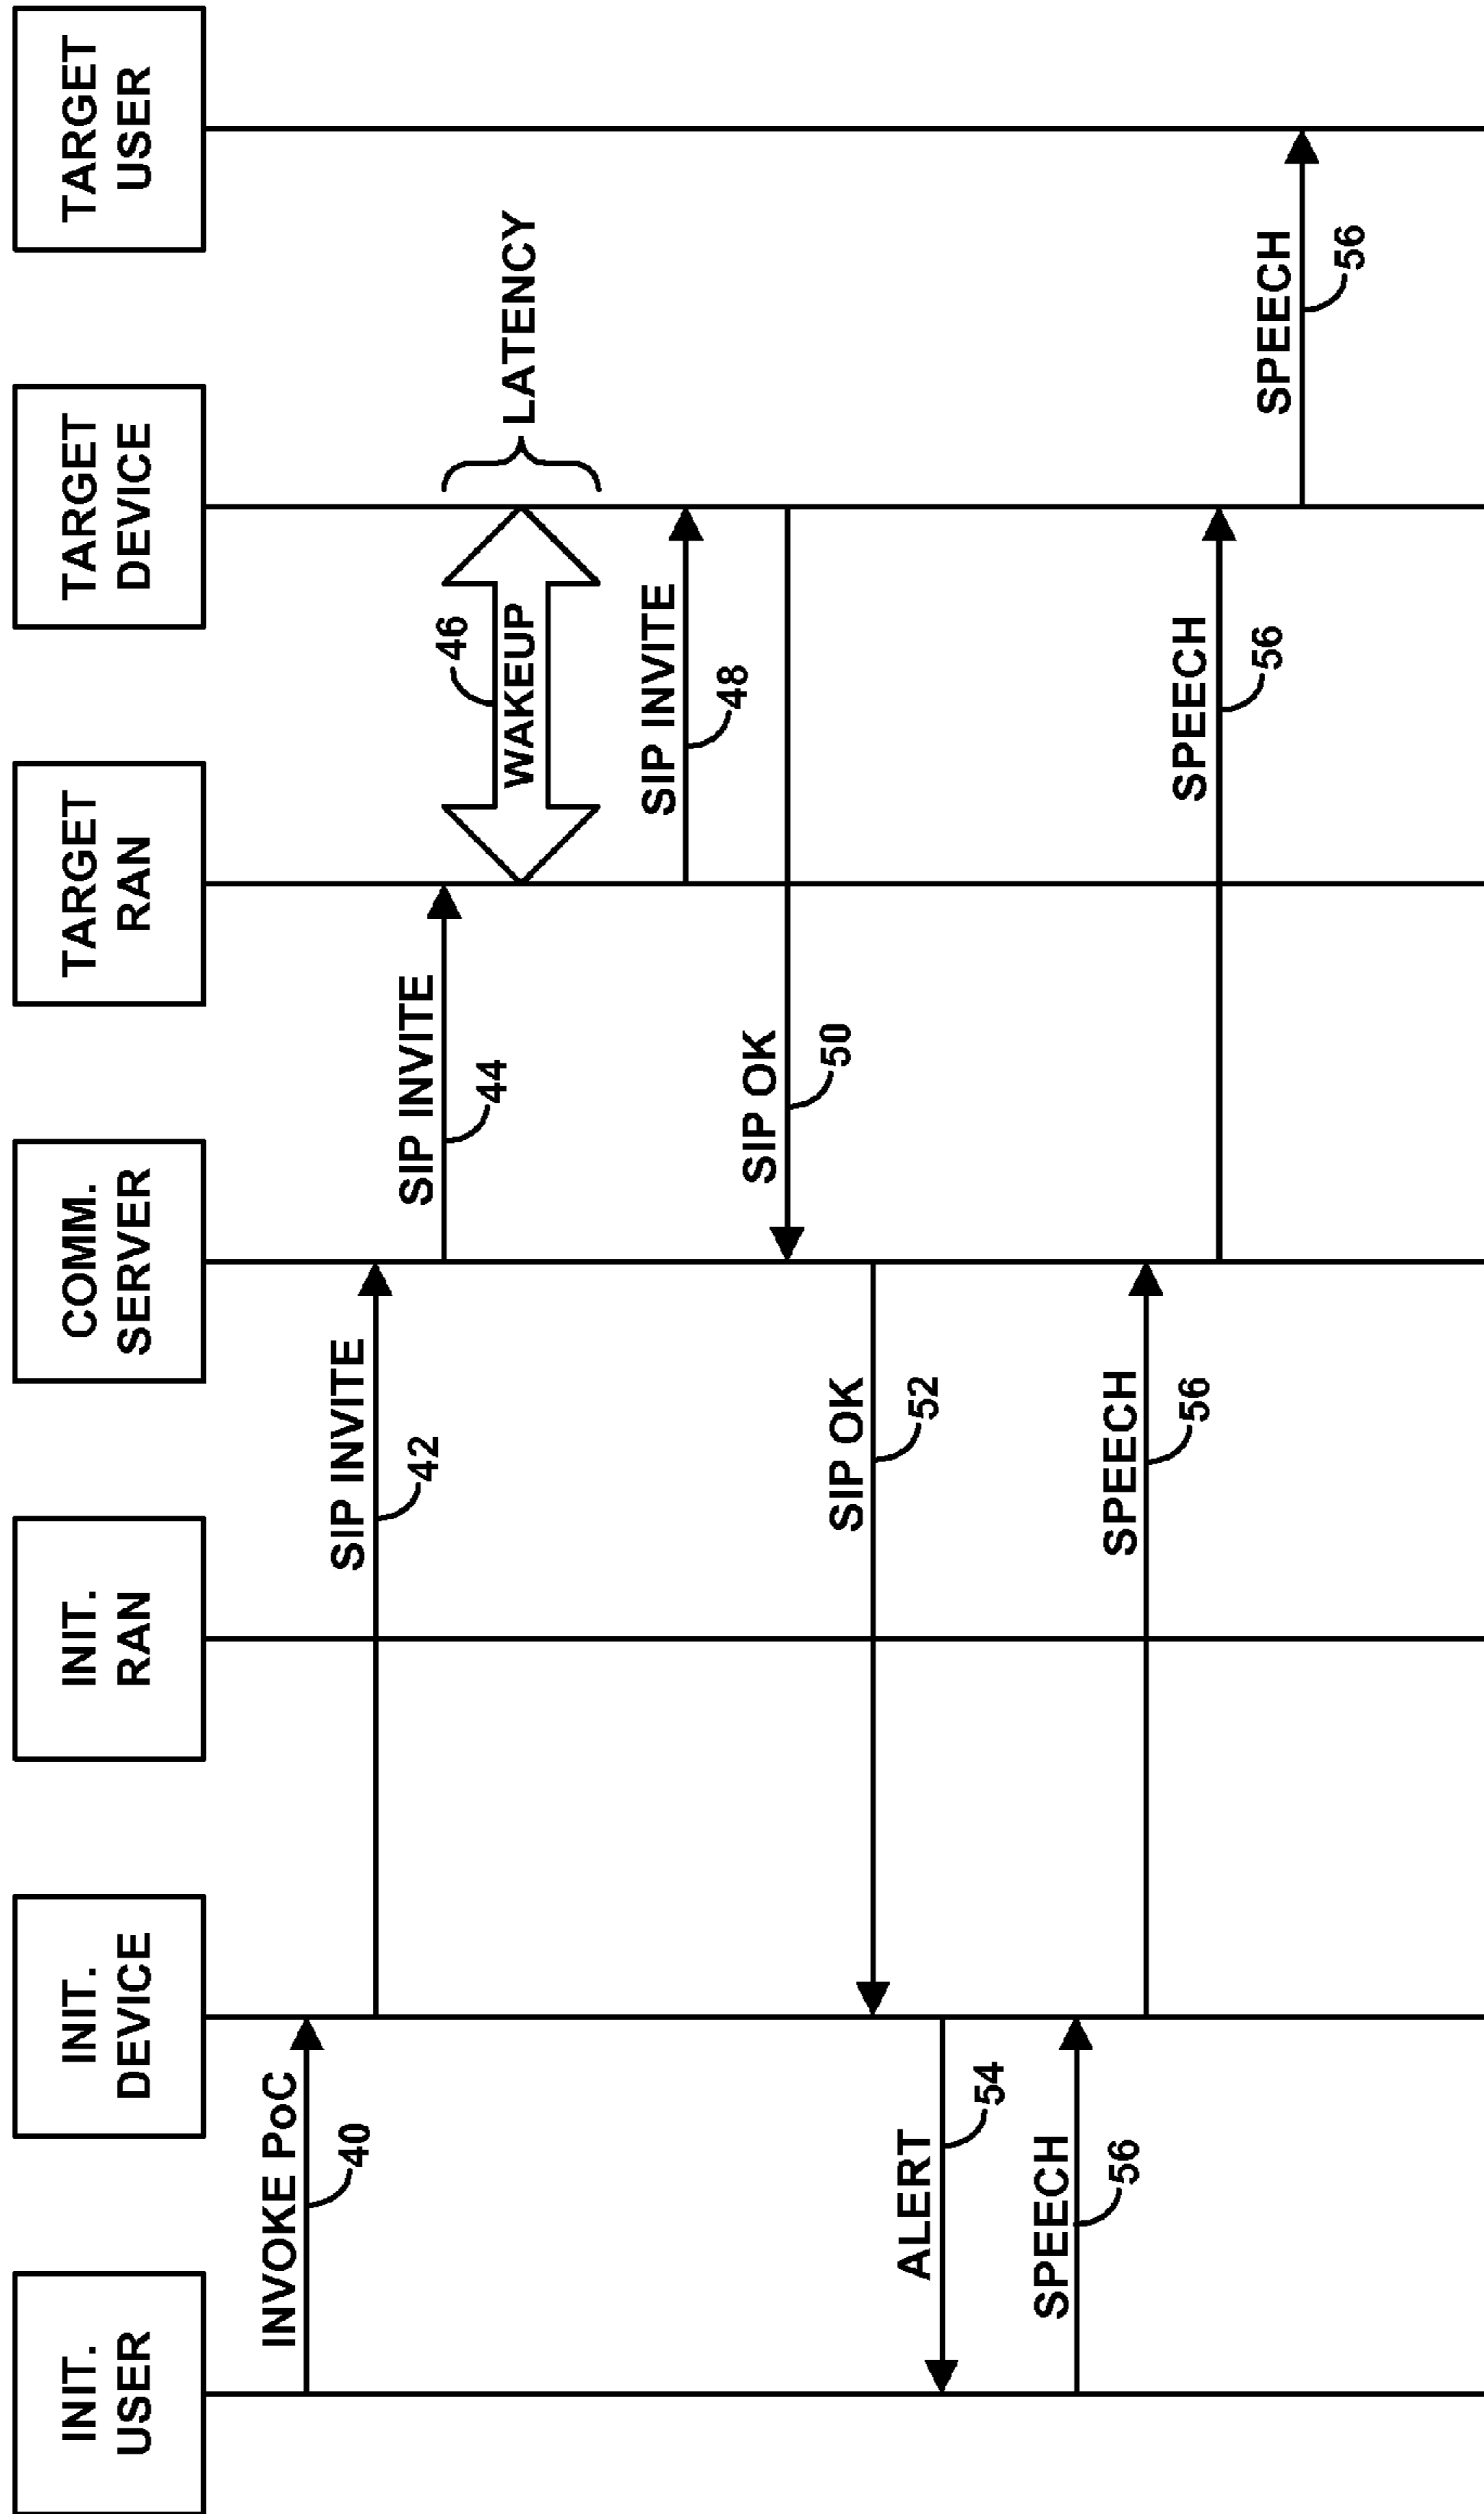 INIT.
USER
INIT.
DEVICE
INIT.
RAN
COMM.
SERVER
TARGET
RAN
TARGET
DEVICE
TARGET
USER
INVOKE PoC
40
SIP INVITE
42
SIP INVITE
44
46
WAKEUP
LATENCY
SIP INVITE
48
SIP OK
50
SIP OK
52
ALERT
54
SPEECH
56
SPEECH
56
SPEECH
56
SPEECH
56